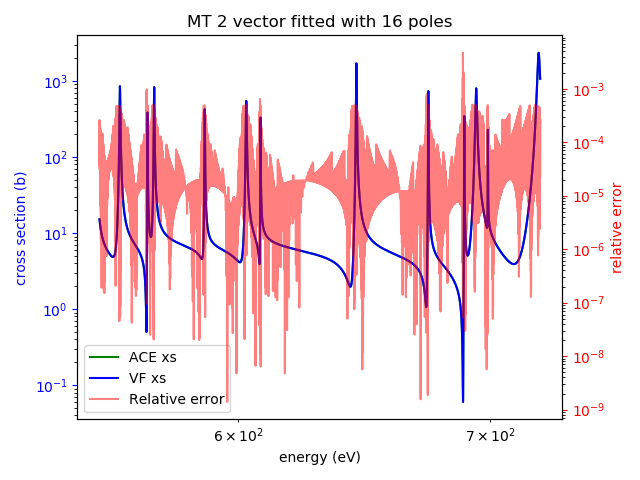 MT 2 vector fitted with 16 poles
cross section (b)
10³
10²
10¹
10⁰
10⁻¹
10⁻³
10⁻⁴
10⁻⁵
10⁻⁶
10⁻⁷
10⁻⁸
10⁻⁹
relative error
ACE xs
VF xs
Relative error
6 × 10² 7 × 10²
energy (eV)